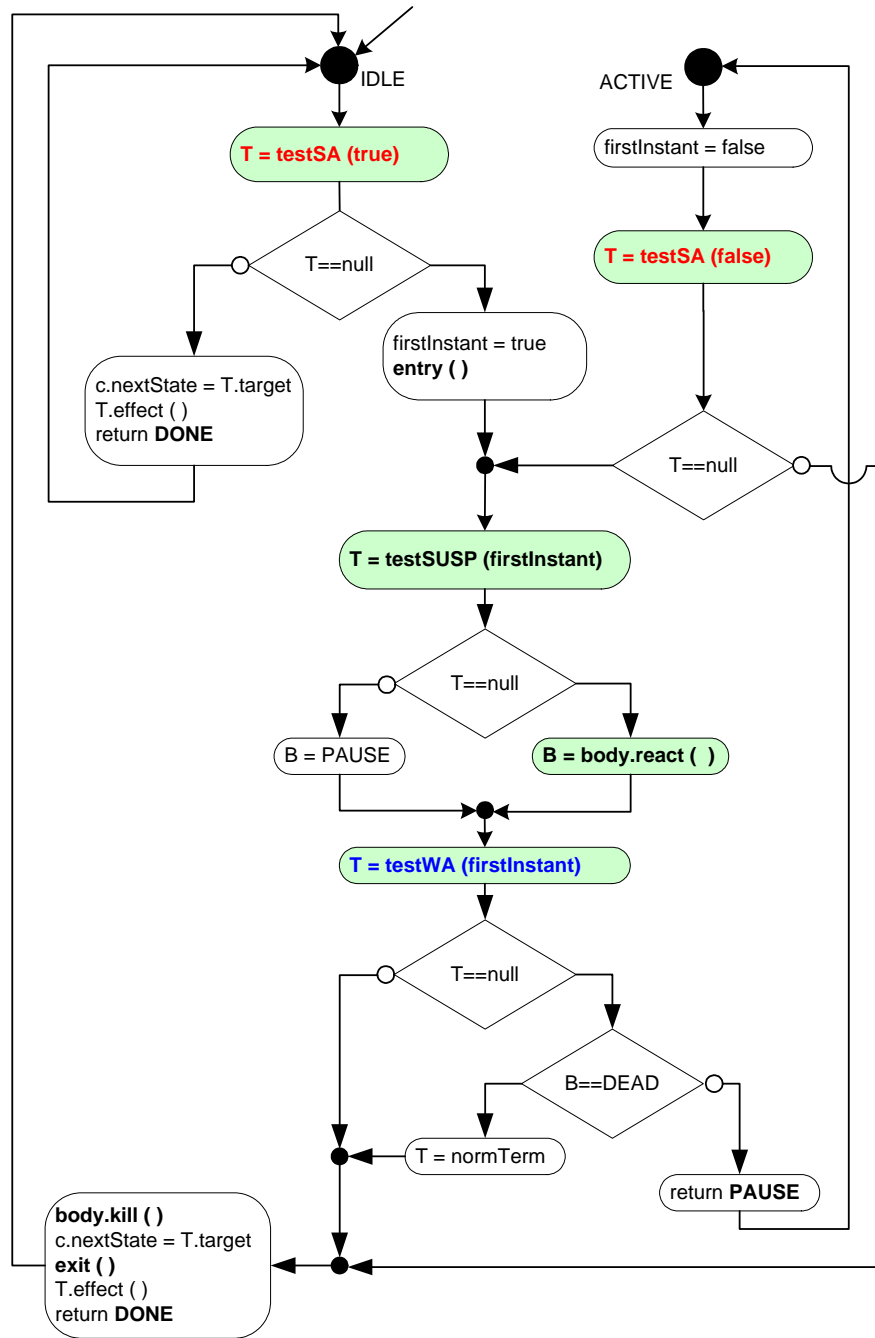 IDLE
ACTIVE
T = testSA (true)
firstInstant = false
T==null
T = testSA (false)
firstInstant = true
entry ( )
c.nextState = T.target
T.effect ( )
return DONE
T==null
T = testSUSP (firstInstant)
T==null
B = PAUSE
B = body.react (  )
T = testWA (firstInstant)
T==null
B==DEAD
T = normTerm
return PAUSE
body.kill ( )
c.nextState = T.target
exit ( )
T.effect ( )
return DONE